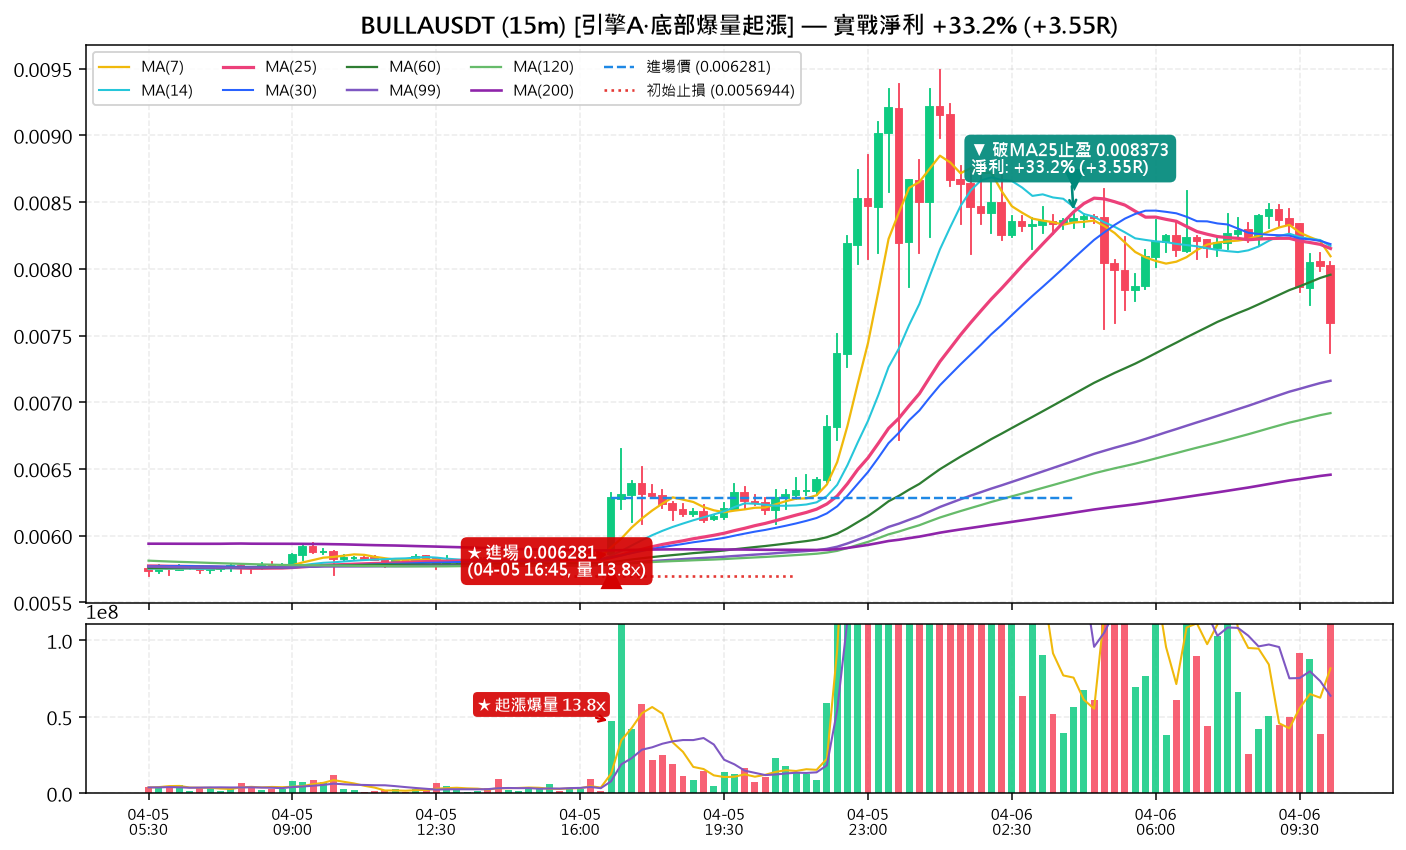 BULLAUSDT (15m) [引擎A·底部爆量起漲] — 實戰淨利 +33.2% (+3.55R)
MA(7)
MA(14)
MA(25)
MA(30)
MA(60)
MA(99)
MA(120)
MA(200)
進場價 (0.006281)
初始止損 (0.0056944)
0.0095
0.0090
0.0085
0.0080
0.0075
0.0070
0.0065
0.0060
0.0055
▼ 破MA25止盈 0.008373
淨利: +33.2% (+3.55R)
★ 進場 0.006281
(04-05 16:45, 量 13.8x)
1e8
1.0
0.5
0.0
★ 起漲爆量 13.8x
04-05
05:30
04-05
09:00
04-05
12:30
04-05
16:00
04-05
19:30
04-05
23:00
04-06
02:30
04-06
06:00
04-06
09:30